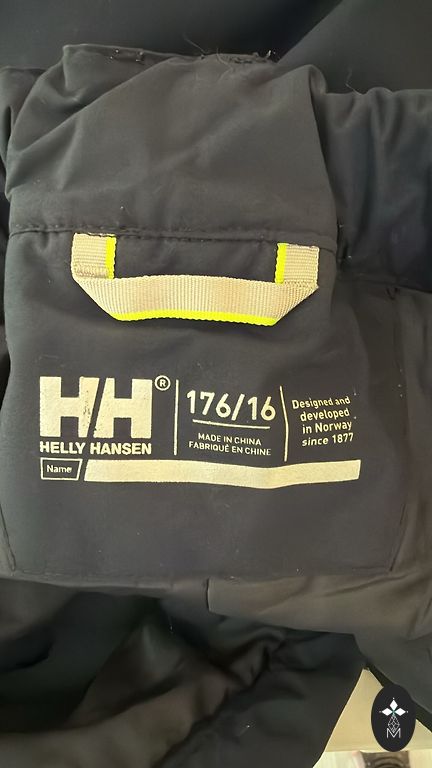 HH®
HELLY HANSEN
176/16
MADE IN CHINA
FABRIQUÉ EN CHINE
Designed and
developed
in Norway
since 1877
Name
M